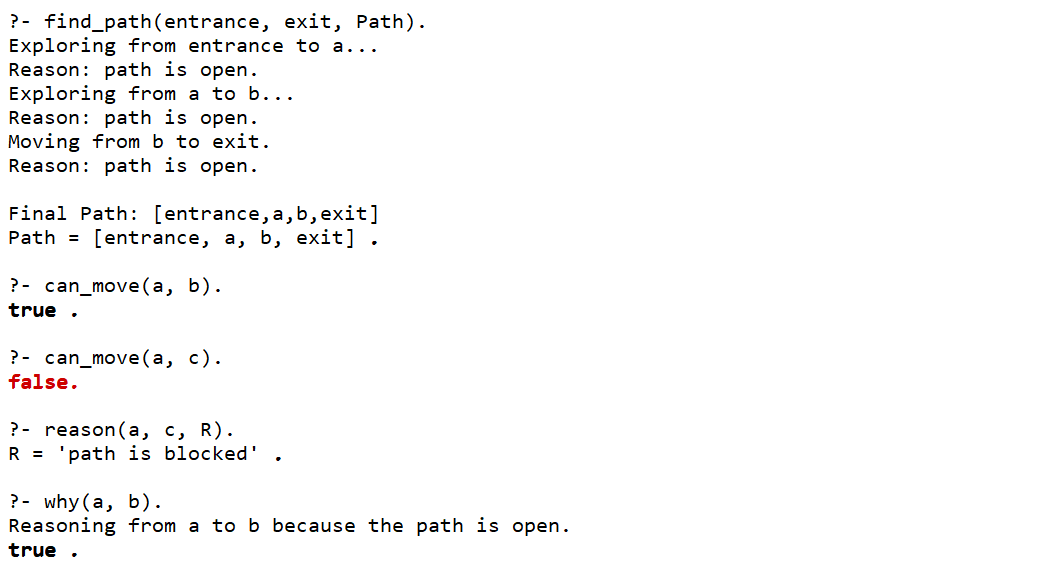 ?- find_path(entrance, exit, Path).
Exploring from entrance to a...
Reason: path is open.
Exploring from a to b...
Reason: path is open.
Moving from b to exit.
Reason: path is open.

Final Path: [entrance,a,b,exit]
Path = [entrance, a, b, exit] .

?- can_move(a, b).
true .

?- can_move(a, c).
false.

?- reason(a, c, R).
R = 'path is blocked' .

?- why(a, b).
Reasoning from a to b because the path is open.
true .